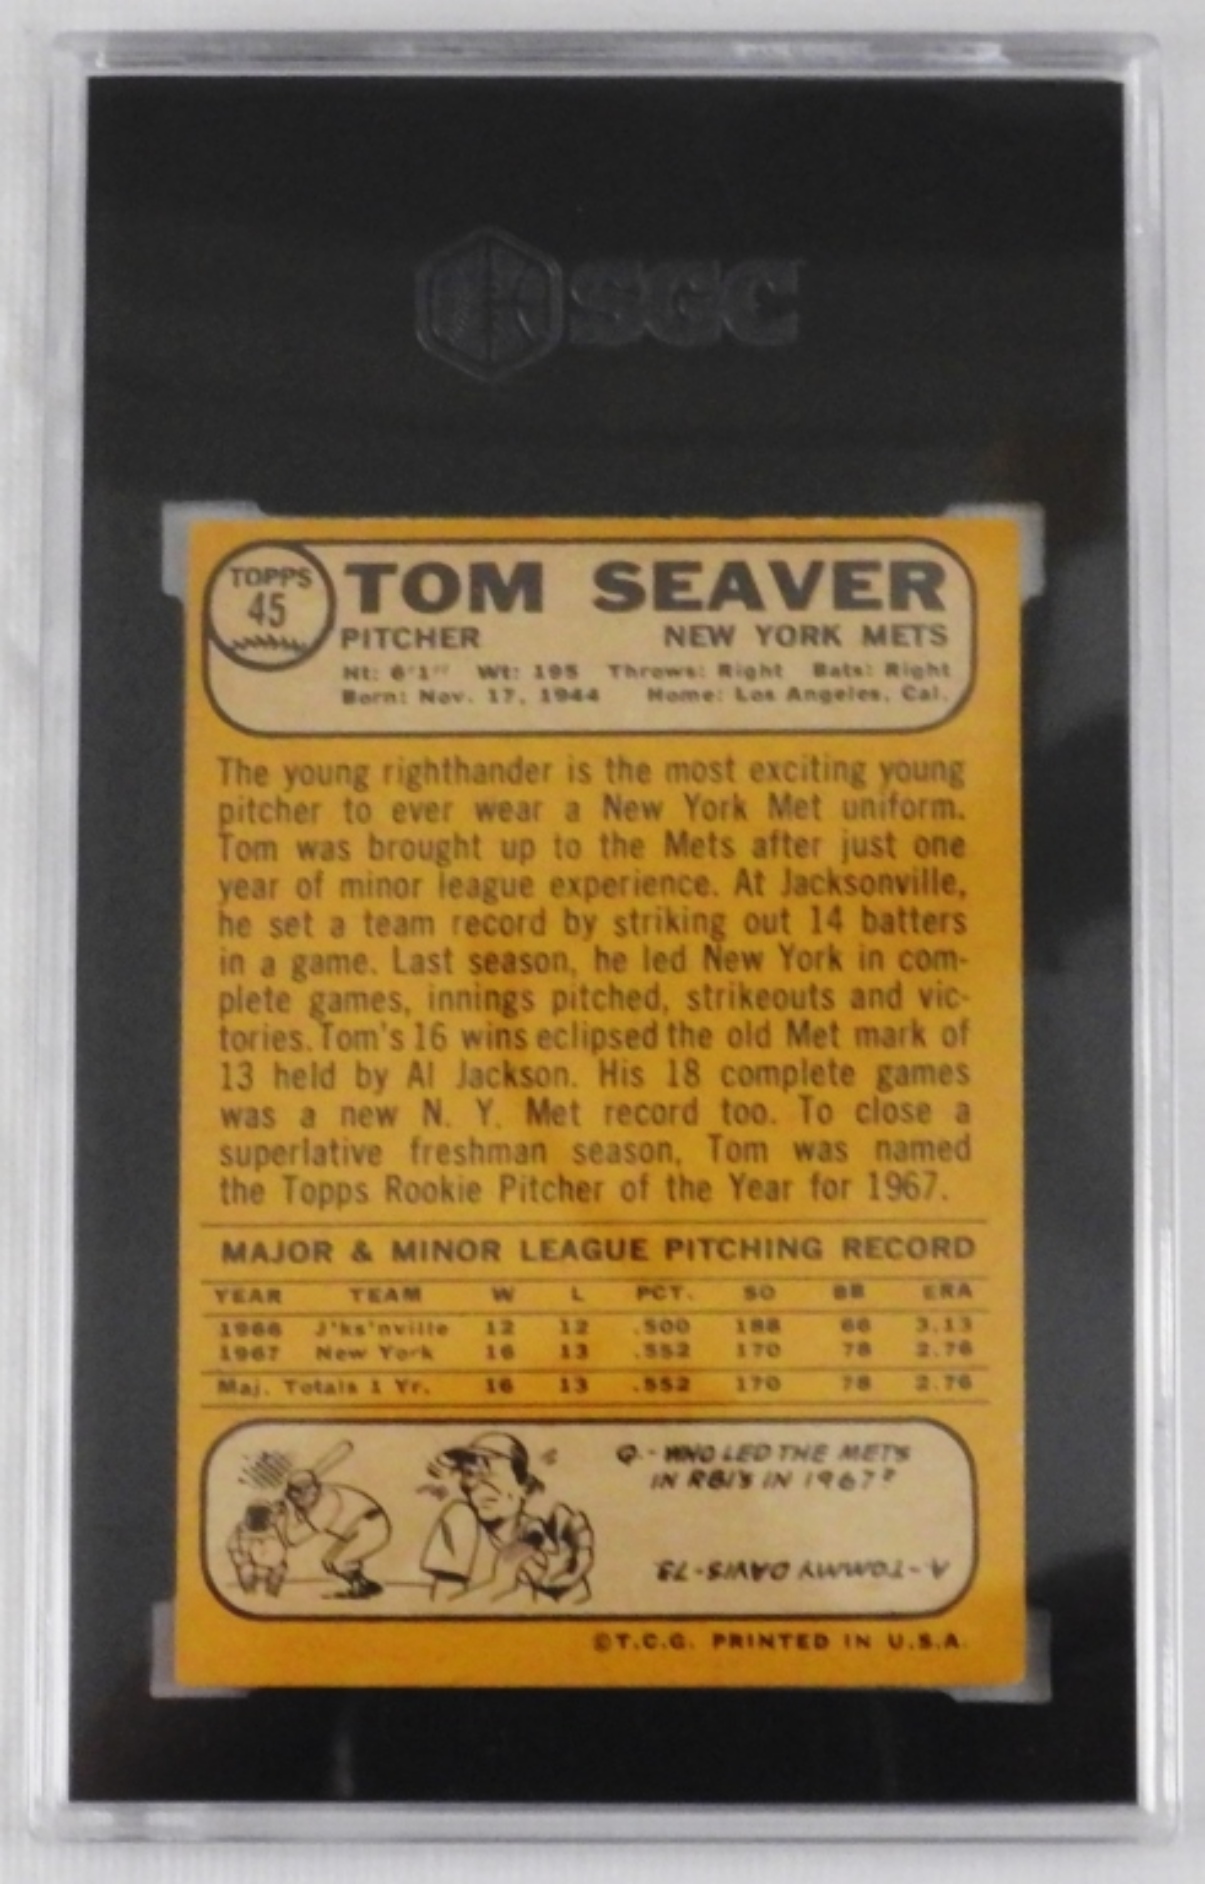 SGC
TOPPS
45
TOM SEAVER
PITCHER NEW YORK METS
Ht: 6'1" Wt: 195 Throws: Right Bats: Right
Born: Nov. 17, 1944 Home: Los Angeles, Cal.
The young righthander is the most exciting young
pitcher to ever wear a New York Met uniform.
Tom was brought up to the Mets after just one
year of minor league experience. At Jacksonville,
he set a team record by striking out 14 batters
in a game. Last season, he led New York in com-
plete games, innings pitched, strikeouts and vic-
tories. Tom's 16 wins eclipsed the old Met mark of
13 held by Al Jackson. His 18 complete games
was a new N. Y. Met record too. To close a
superlative freshman season, Tom was named
the Topps Rookie Pitcher of the Year for 1967.
MAJOR & MINOR LEAGUE PITCHING RECORD
YEAR TEAM W L PCT. SO BB ERA
1966 J'ks'nville 12 12 .500 188 66 3.13
1967 New York 16 13 .552 170 78 2.76
Maj. Totals 1 Yr. 16 13 .552 170 78 2.76
Q.- WHO LED THE METS
IN RBI'S IN 1967?
A.-TOMMY DAVIS-73.
©T.C.G. PRINTED IN U.S.A.